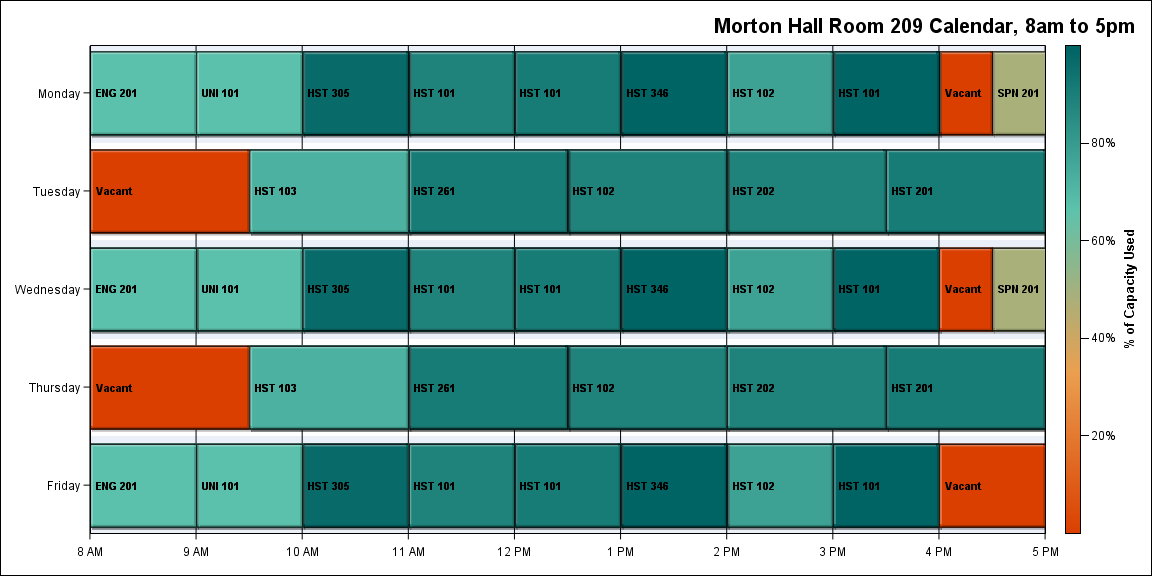 Morton Hall Room 209 Calendar, 8am to 5pm
Monday
ENG 201
UNI 101
HST 305
HST 101
HST 101
HST 346
HST 102
HST 101
Vacant
SPN 201
Tuesday
Vacant
HST 103
HST 261
HST 102
HST 202
HST 201
Wednesday
ENG 201
UNI 101
HST 305
HST 101
HST 101
HST 346
HST 102
HST 101
Vacant
SPN 201
Thursday
Vacant
HST 103
HST 261
HST 102
HST 202
HST 201
Friday
ENG 201
UNI 101
HST 305
HST 101
HST 101
HST 346
HST 102
HST 101
Vacant
8 AM
9 AM
10 AM
11 AM
12 PM
1 PM
2 PM
3 PM
4 PM
5 PM
80%
60%
40%
20%
% of Capacity Used